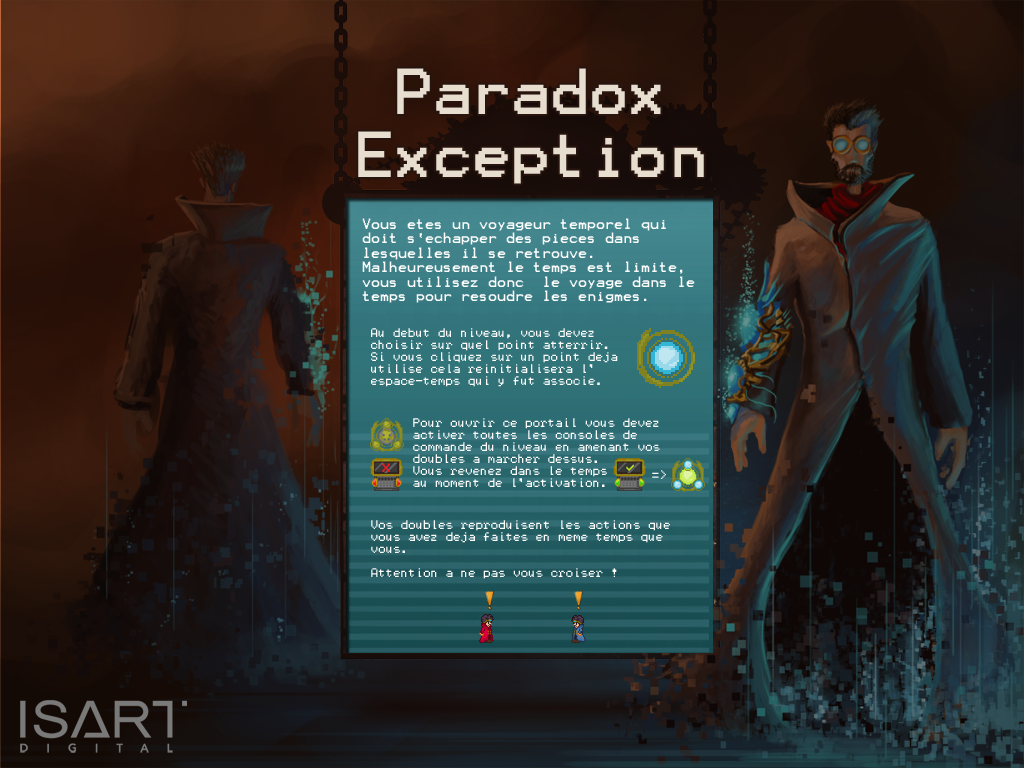 Paradox
Exception
Vous etes un voyageur temporel qui
doit s'echapper des pieces dans
lesquelles il se retrouve.
Malheureusement le temps est limite,
vous utilisez donc le voyage dans le
temps pour resoudre les enigmes.
Au debut du niveau, vous devez
choisir sur quel point atterrir.
Si vous cliquez sur un point deja
utilise cela reinitialisera l'
espace-temps qui y fut associe.
Pour ouvrir ce portail vous devez
activer toutes les consoles de
commande du niveau en amenant vos
doubles a marcher dessus.
Vous revenez dans le temps
au moment de l'activation.
=>
Vos doubles reproduisent les actions que
vous avez deja faites en meme temps que
vous.
Attention a ne pas vous croiser !
ISART
DIGITAL